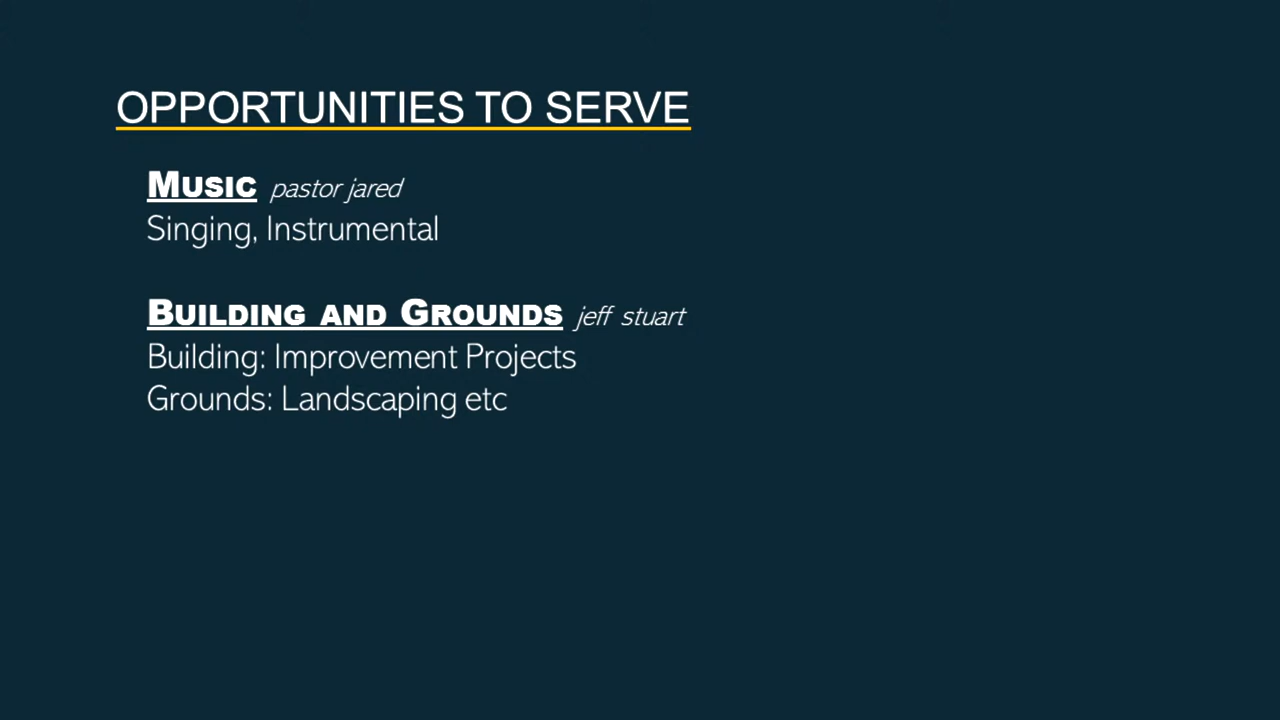 OPPORTUNITIES TO SERVE
MUSIC pastor jared
Singing, Instrumental
BUILDING AND GROUNDS jeff stuart
Building: Improvement Projects
Grounds: Landscaping etc